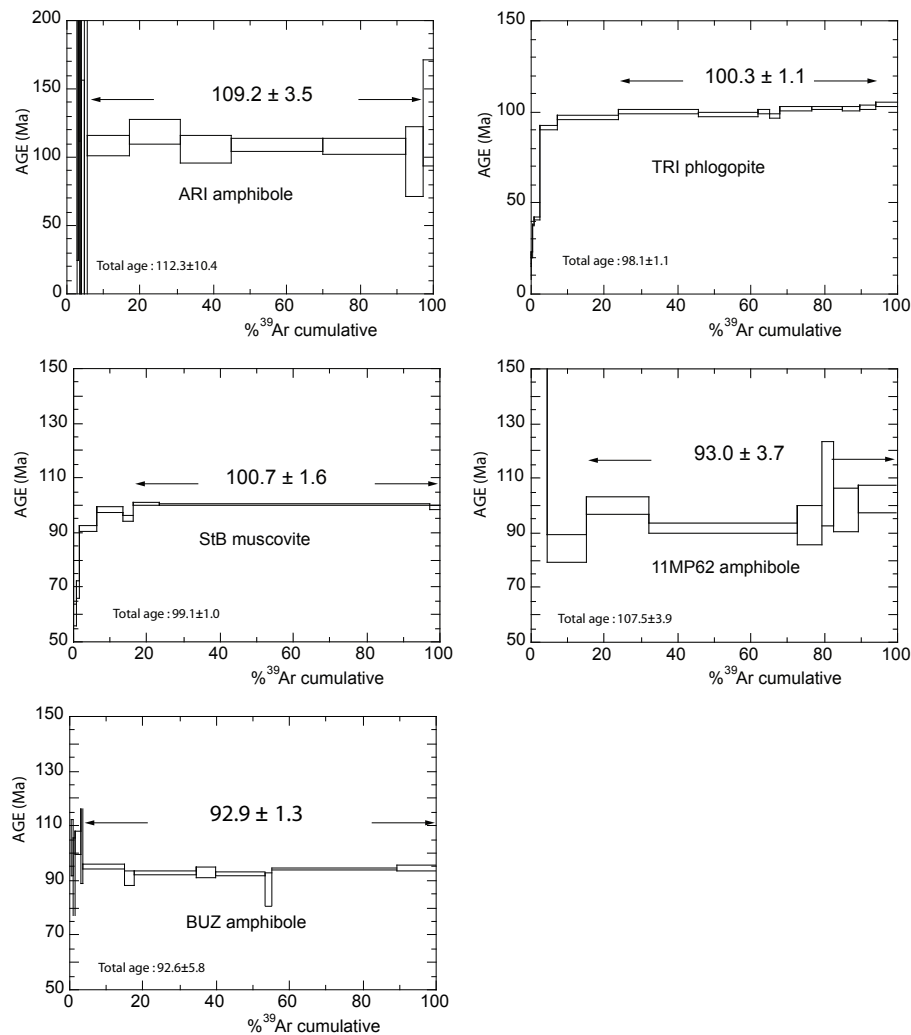 200
150
100
50
0
AGE (Ma)
109.2 ± 3.5
ARI amphibole
Total age : 112.3±10.4
0 20 40 60 80 100
%39Ar cumulative
150
100
50
0
AGE (Ma)
100.3 ± 1.1
TRI phlogopite
Total age : 98.1±1.1
0 20 40 60 80 100
%39Ar cumulative
150
130
110
90
70
50
AGE (Ma)
100.7 ± 1.6
StB muscovite
Total age : 99.1±1.0
0 20 40 60 80 100
%39Ar cumulative
150
130
110
90
70
50
AGE (Ma)
93.0 ± 3.7
11MP62 amphibole
Total age : 107.5±3.9
0 20 40 60 80 100
%39Ar cumulative
150
130
110
90
70
50
AGE (Ma)
92.9 ± 1.3
BUZ amphibole
Total age : 92.6±5.8
0 20 40 60 80 100
%39Ar cumulative